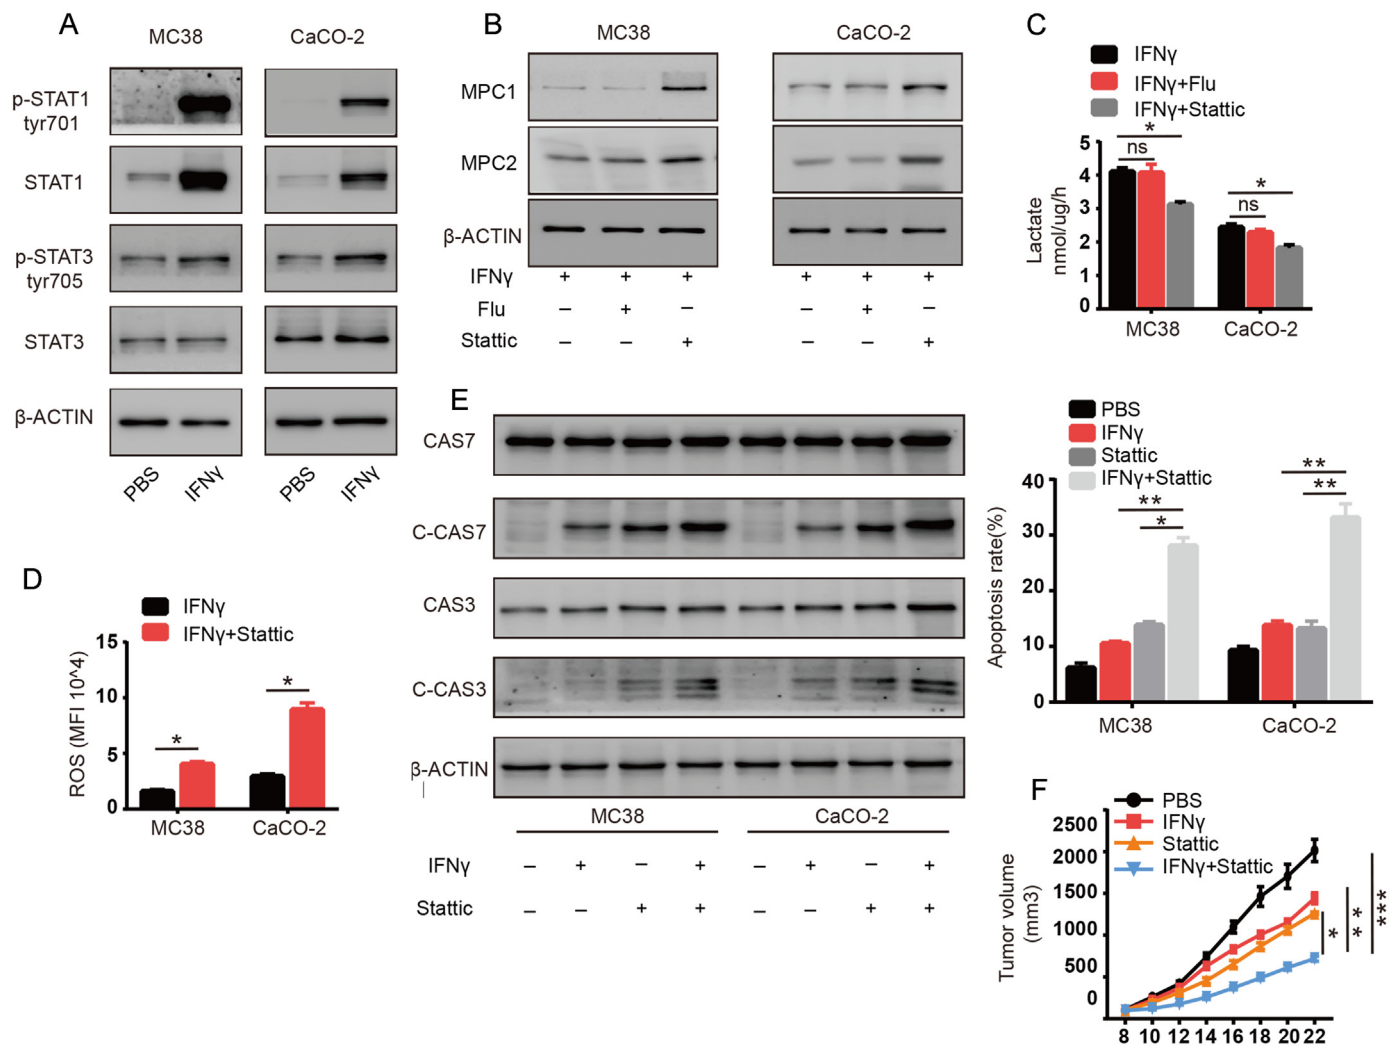 A
MC38
CaCO-2
p-STAT1
tyr701
STAT1
p-STAT3
tyr705
STAT3
β-ACTIN
PBS
IFNγ
PBS
IFNγ
B
MC38
CaCO-2
MPC1
MPC2
β-ACTIN
IFNγ + + + + + +
Flu – + – – + –
Stattic – – + – – +
C
IFNγ
IFNγ+Flu
IFNγ+Stattic
*
ns
*
ns
5
4
3
2
1
0
Lactate
nmol/ug/h
MC38
CaCO-2
D
IFNγ
IFNγ+Stattic
15
10
5
0
ROS (MFI 10^4)
*
*
MC38
CaCO-2
E
CAS7
C-CAS7
CAS3
C-CAS3
β-ACTIN
MC38
CaCO-2
IFNγ – + – + – + – +
Stattic – – + + – – + +
PBS
IFNγ
Stattic
IFNγ+Stattic
40
30
20
10
0
Apoptosis rate(%)
**
*
**
**
MC38
CaCO-2
F
PBS
IFNγ
Stattic
IFNγ+Stattic
2500
2000
1500
1000
500
0
Tumor volume
(mm3)
*
**
***
8 10 12 14 16 18 20 22